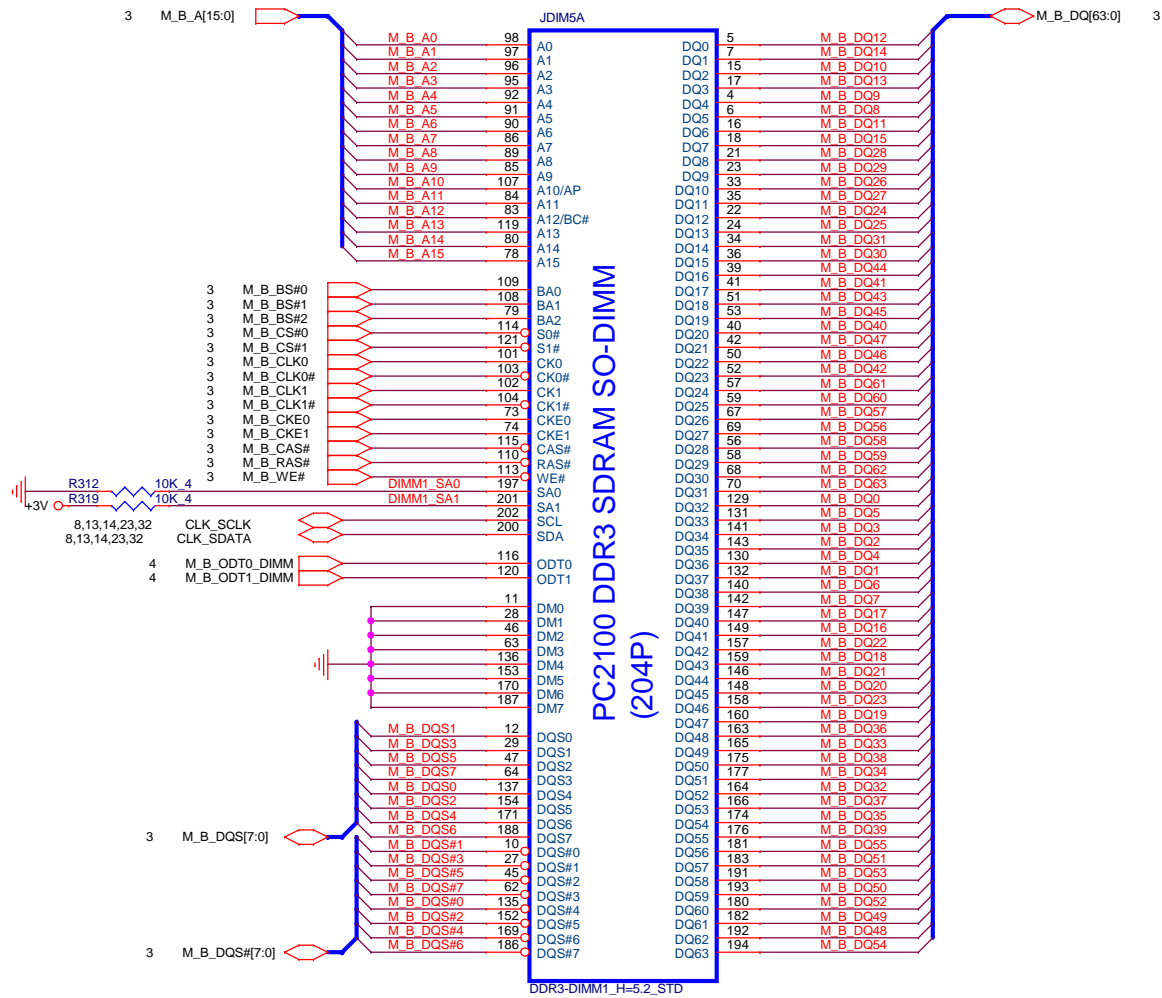 3 M_B_A[15:0] JDIM5A M_B_DQ[63:0] 3
M_B_A0 98 A0 DQ0 5 M_B_DQ12
M_B_A1 97 A1 DQ1 7 M_B_DQ14
M_B_A2 96 A2 DQ2 15 M_B_DQ10
M_B_A3 95 A3 DQ3 17 M_B_DQ13
M_B_A4 92 A4 DQ4 4 M_B_DQ9
M_B_A5 91 A5 DQ5 6 M_B_DQ8
M_B_A6 90 A6 DQ6 16 M_B_DQ11
M_B_A7 86 A7 DQ7 18 M_B_DQ15
M_B_A8 89 A8 DQ8 21 M_B_DQ28
M_B_A9 85 A9 DQ9 23 M_B_DQ29
M_B_A10 107 A10/AP DQ10 33 M_B_DQ26
M_B_A11 84 A11 DQ11 35 M_B_DQ27
M_B_A12 83 A12/BC# DQ12 22 M_B_DQ24
M_B_A13 119 A13 DQ13 24 M_B_DQ25
M_B_A14 80 A14 DQ14 34 M_B_DQ31
M_B_A15 78 A15 DQ15 36 M_B_DQ30
DQ16 39 M_B_DQ44
3 M_B_BS#0 109 BA0 DQ17 41 M_B_DQ41
3 M_B_BS#1 108 BA1 DQ18 51 M_B_DQ43
3 M_B_BS#2 79 BA2 DQ19 53 M_B_DQ45
3 M_B_CS#0 114 S0# DQ20 40 M_B_DQ40
3 M_B_CS#1 121 S1# DQ21 42 M_B_DQ47
3 M_B_CLK0 101 CK0 DQ22 50 M_B_DQ46
3 M_B_CLK0# 103 CK0# DQ23 52 M_B_DQ42
3 M_B_CLK1 102 CK1 DQ24 57 M_B_DQ61
3 M_B_CLK1# 104 CK1# DQ25 59 M_B_DQ60
3 M_B_CKE0 73 CKE0 DQ26 67 M_B_DQ57
3 M_B_CKE1 74 CKE1 DQ27 69 M_B_DQ56
3 M_B_CAS# 115 CAS# DQ28 56 M_B_DQ58
3 M_B_RAS# 110 RAS# DQ29 58 M_B_DQ59
3 M_B_WE# 113 WE# DQ30 68 M_B_DQ62
R312 10K_4 DIMM1_SA0 197 SA0 DQ31 70 M_B_DQ63
+3V R319 10K_4 DIMM1_SA1 201 SA1 DQ32 129 M_B_DQ0
8,13,14,23,32 CLK_SCLK 202 SCL DQ33 131 M_B_DQ5
8,13,14,23,32 CLK_SDATA 200 SDA DQ34 141 M_B_DQ3
DQ35 143 M_B_DQ2
4 M_B_ODT0_DIMM 116 ODT0 DQ36 130 M_B_DQ4
4 M_B_ODT1_DIMM 120 ODT1 DQ37 132 M_B_DQ1
DQ38 140 M_B_DQ6
11 DM0 DQ39 142 M_B_DQ7
28 DM1 DQ40 147 M_B_DQ17
46 DM2 DQ41 149 M_B_DQ16
63 DM3 DQ42 157 M_B_DQ22
136 DM4 DQ43 159 M_B_DQ18
153 DM5 DQ44 146 M_B_DQ21
170 DM6 DQ45 148 M_B_DQ20
187 DM7 DQ46 158 M_B_DQ23
DQ47 160 M_B_DQ19
M_B_DQS1 12 DQS0 DQ48 163 M_B_DQ36
M_B_DQS3 29 DQS1 DQ49 165 M_B_DQ33
M_B_DQS5 47 DQS2 DQ50 175 M_B_DQ38
M_B_DQS7 64 DQS3 DQ51 177 M_B_DQ34
M_B_DQS0 137 DQS4 DQ52 164 M_B_DQ32
M_B_DQS2 154 DQS5 DQ53 166 M_B_DQ37
M_B_DQS4 171 DQS6 DQ54 174 M_B_DQ35
3 M_B_DQS[7:0] M_B_DQS6 188 DQS7 DQ55 176 M_B_DQ39
M_B_DQS#1 10 DQS#0 DQ56 181 M_B_DQ55
M_B_DQS#3 27 DQS#1 DQ57 183 M_B_DQ51
M_B_DQS#5 45 DQS#2 DQ58 191 M_B_DQ53
M_B_DQS#7 62 DQS#3 DQ59 193 M_B_DQ50
M_B_DQS#0 135 DQS#4 DQ60 180 M_B_DQ52
M_B_DQS#2 152 DQS#5 DQ61 182 M_B_DQ49
M_B_DQS#4 169 DQS#6 DQ62 192 M_B_DQ48
3 M_B_DQS#[7:0] M_B_DQS#6 186 DQS#7 DQ63 194 M_B_DQ54
PC2100 DDR3 SDRAM SO-DIMM
(204P)
DDR3-DIMM1_H=5.2_STD